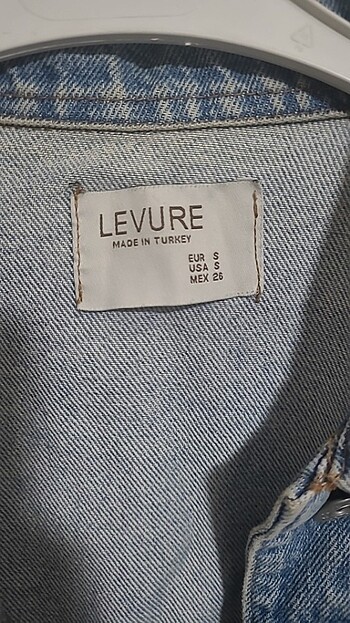 LEVURE
MADE IN TURKEY
EUR S
USA S
MEX 26